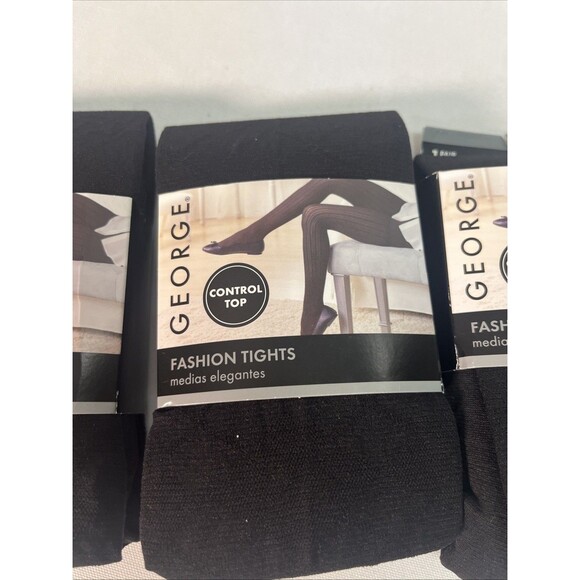 GEORGE®
CONTROL
TOP
FASHION TIGHTS
medias elegantes
GEORGE®
FASH
media